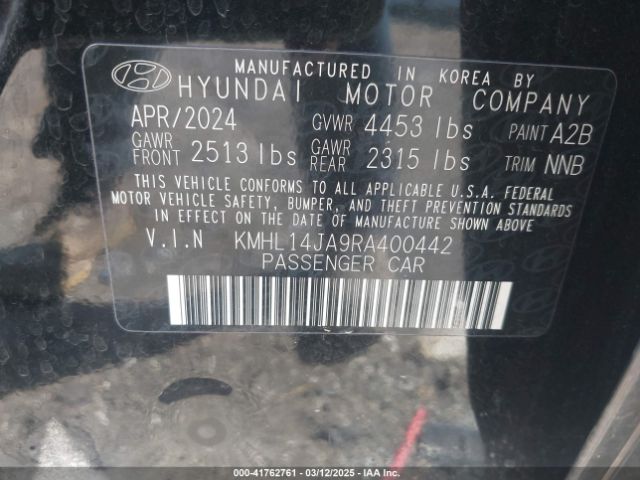 MANUFACTURED IN KOREA BY
HYUNDAI MOTOR COMPANY
APR/2024 GVWR 4453 lbs PAINT A2B
GAWR FRONT 2513 lbs GAWR REAR 2315 lbs TRIM NNB
THIS VEHICLE CONFORMS TO ALL APPLICABLE U.S.A. FEDERAL
MOTOR VEHICLE SAFETY, BUMPER, AND THEFT PREVENTION STANDARDS
IN EFFECT ON THE DATE OF MANUFACTURE SHOWN ABOVE
V.I.N KMHL14JA9RA400442
PASSENGER CAR
000-41762761 - 03/12/2025 - IAA Inc.